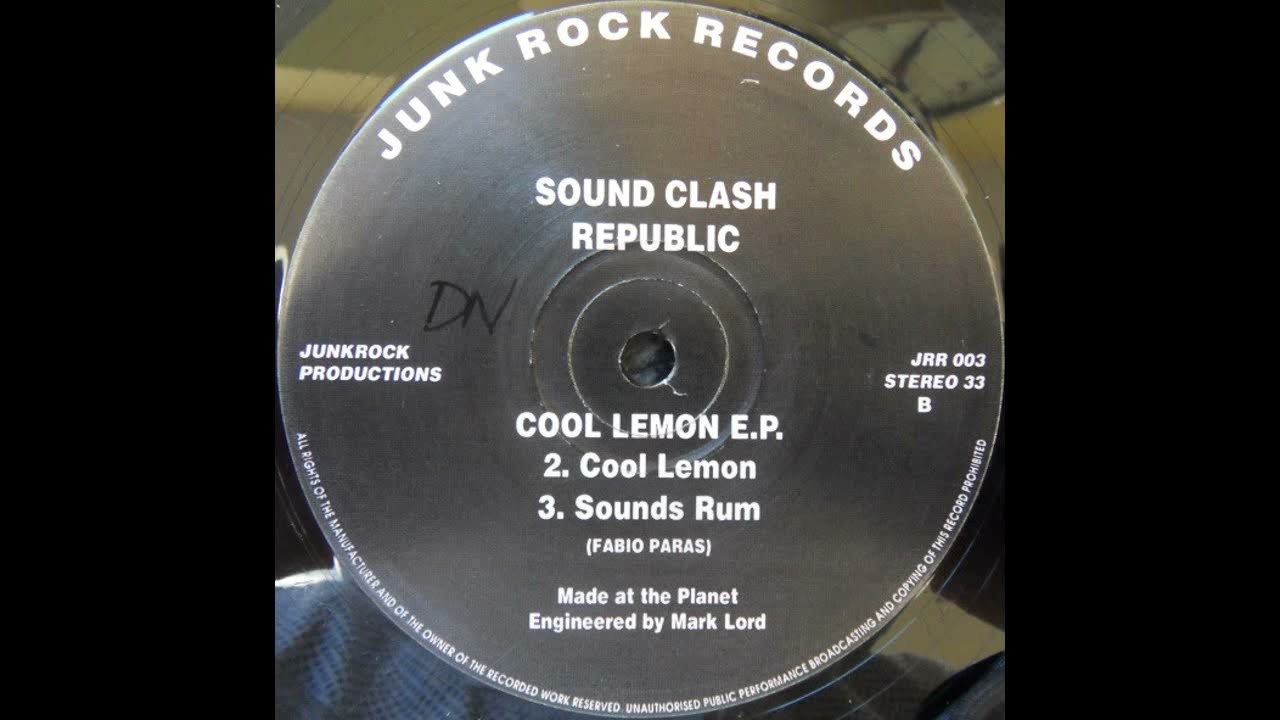 JUNK ROCK RECORDS
SOUND CLASH
REPUBLIC
DN
JUNKROCK
PRODUCTIONS
JRR 003
STEREO 33
B
COOL LEMON E.P.
2. Cool Lemon
3. Sounds Rum
(FABIO PARAS)
Made at the Planet
Engineered by Mark Lord
ALL RIGHTS OF THE MANUFACTURER AND OF THE OWNER OF THE RECORDED WORK RESERVED. UNAUTHORISED PUBLIC PERFORMANCE BROADCASTING AND COPYING OF THIS RECORD PROHIBITED